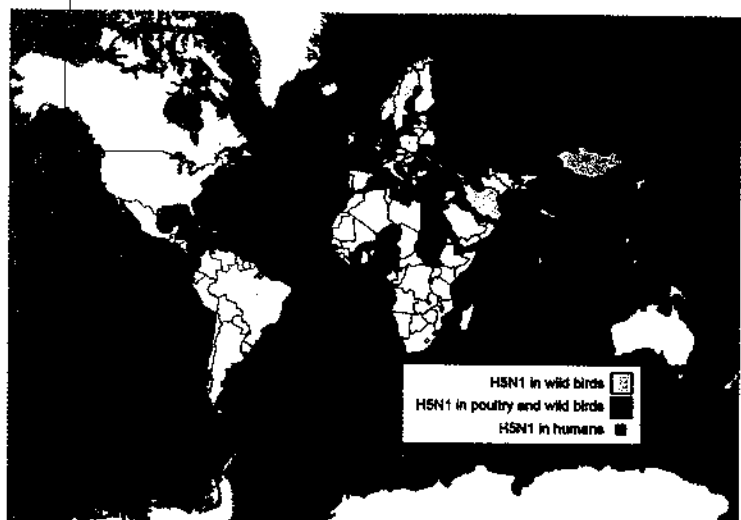 H5N1 in wild birds
H5N1 in poultry and wild birds
H5N1 in humans